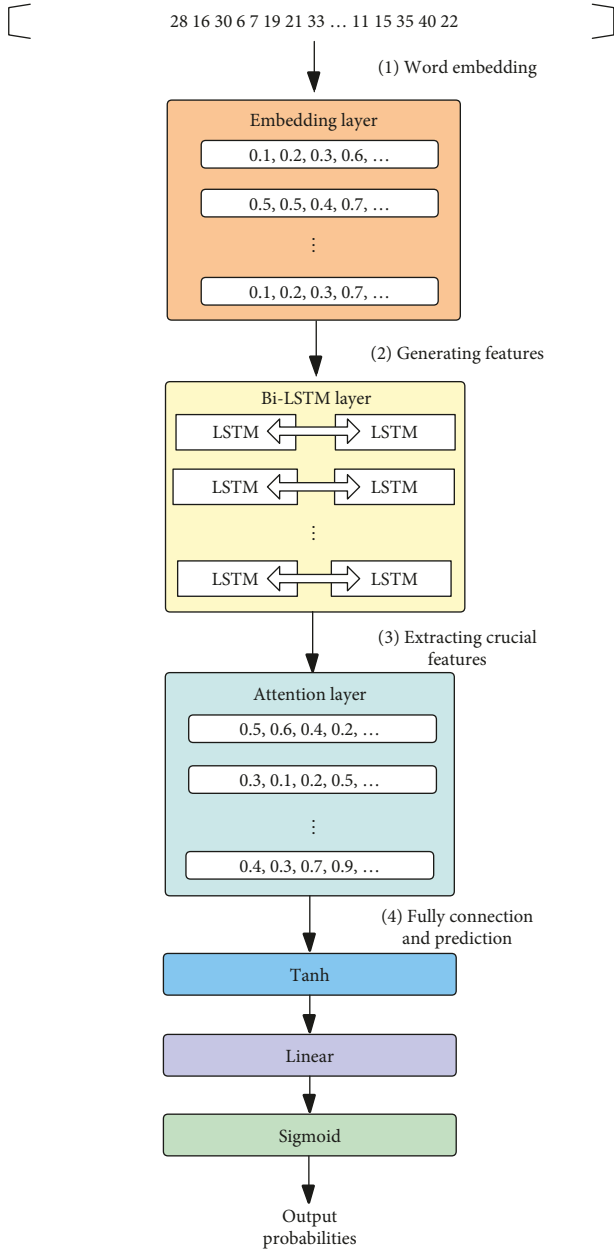 28 16 30 6 7 19 21 33 … 11 15 35 40 22
(1) Word embedding
Embedding layer
0.1, 0.2, 0.3, 0.6, …
0.5, 0.5, 0.4, 0.7, …
⋮
0.1, 0.2, 0.3, 0.7, …
(2) Generating features
Bi-LSTM layer
LSTM LSTM
LSTM LSTM
⋮
LSTM LSTM
(3) Extracting crucial
features
Attention layer
0.5, 0.6, 0.4, 0.2, …
0.3, 0.1, 0.2, 0.5, …
⋮
0.4, 0.3, 0.7, 0.9, …
(4) Fully connection
and prediction
Tanh
Linear
Sigmoid
Output
probabilities